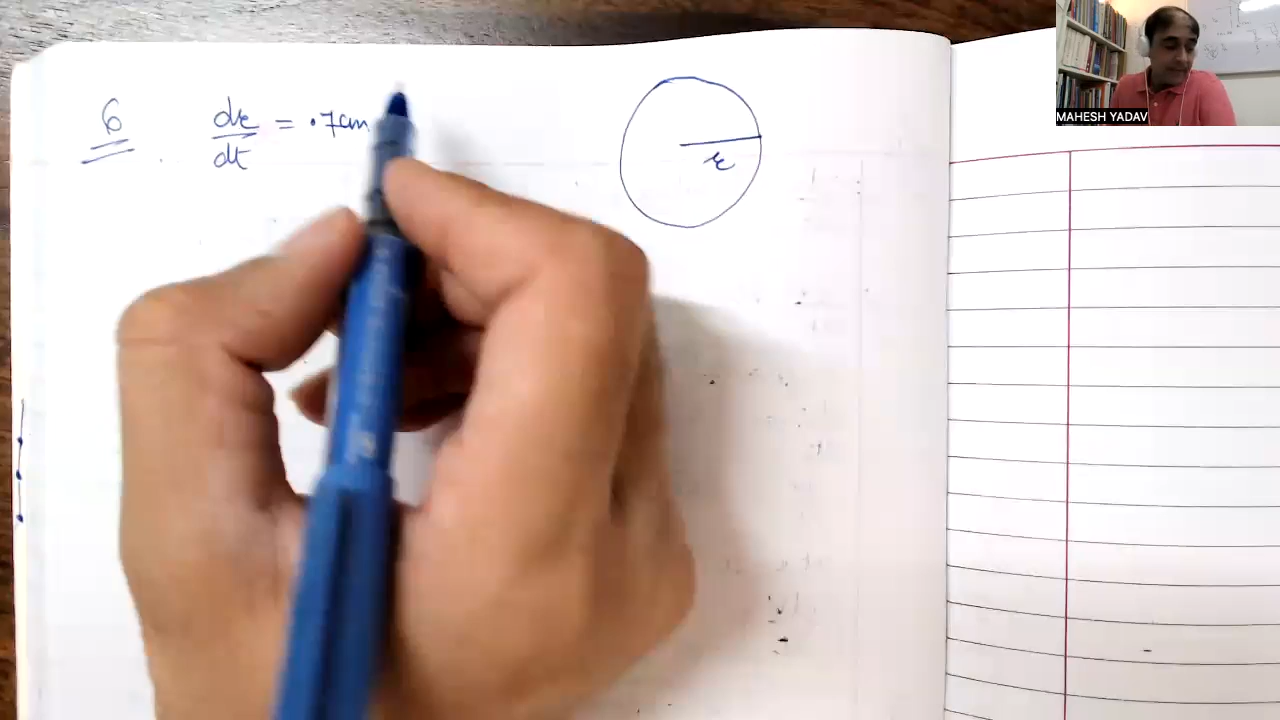 6 dr/dt = .7cm
r
MAHESH YADAV